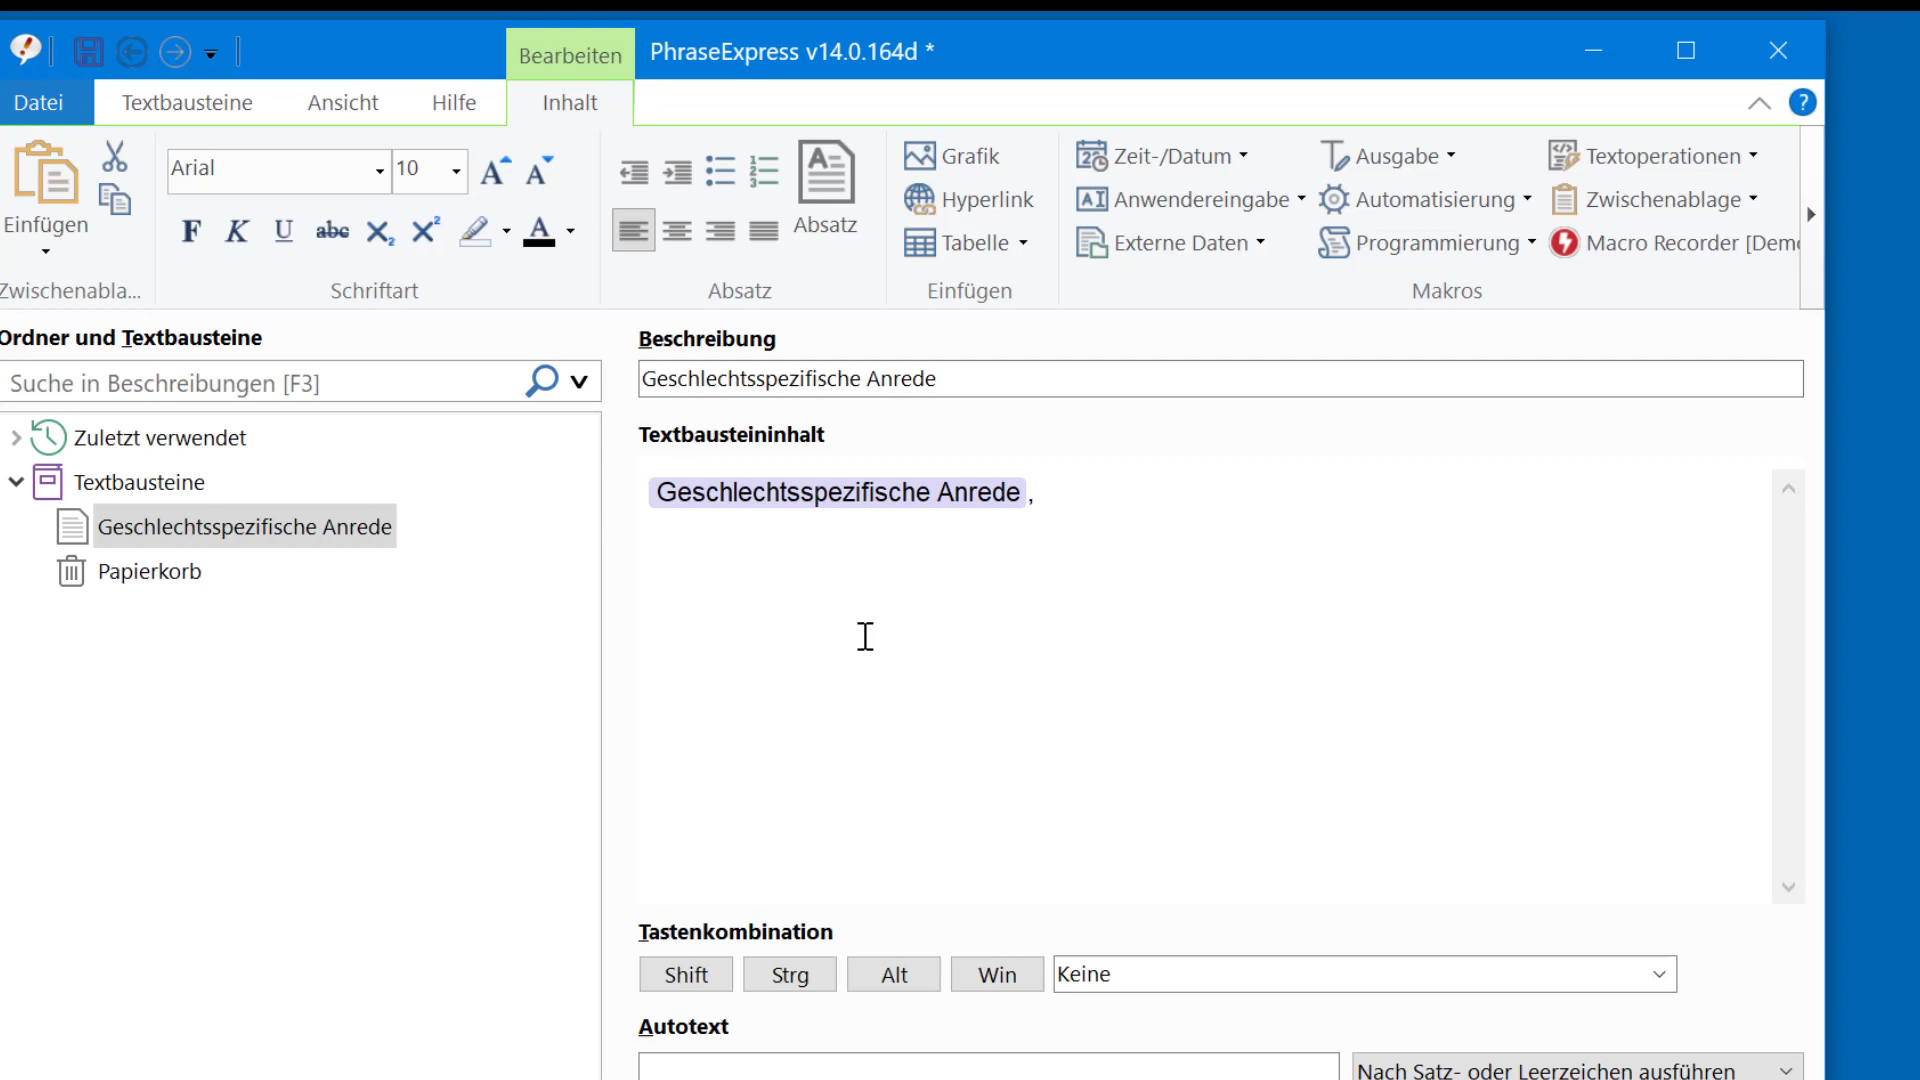 Bearbeiten
PhraseExpress v14.0.164d *
Datei
Textbausteine
Ansicht
Hilfe
Inhalt
?
Einfügen
Zwischenabla...
Arial
10
F K U abc X₂ X² A
Schriftart
Absatz
Absatz
Grafik
Hyperlink
Tabelle
Einfügen
Zeit-/Datum
Ausgabe
Textoperationen
Anwendereingabe
Automatisierung
Zwischenablage
Externe Daten
Programmierung
Macro Recorder [Demo
Makros
Ordner und Textbausteine
Suche in Beschreibungen [F3]
Zuletzt verwendet
Textbausteine
Geschlechtsspezifische Anrede
Papierkorb
Beschreibung
Geschlechtsspezifische Anrede
Textbausteininhalt
Geschlechtsspezifische Anrede ,
Tastenkombination
Shift
Strg
Alt
Win
Keine
Autotext
Nach Satz- oder Leerzeichen ausführen